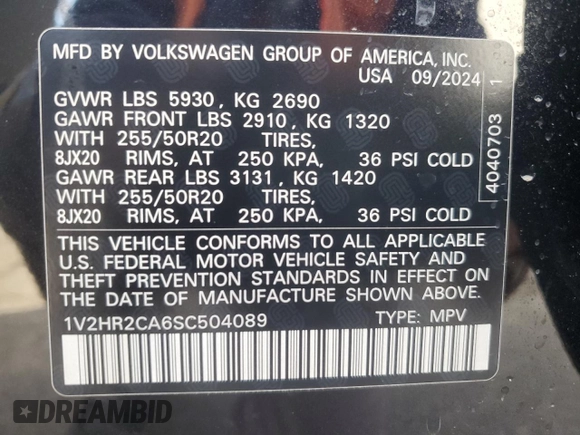 MFD BY VOLKSWAGEN GROUP OF AMERICA, INC.
USA 09/2024
GVWR LBS 5930, KG 2690
GAWR FRONT LBS 2910, KG 1320
WITH 255/50R20 TIRES,
8JX20 RIMS, AT 250 KPA, 36 PSI COLD
GAWR REAR LBS 3131, KG 1420
WITH 255/50R20 TIRES,
8JX20 RIMS, AT 250 KPA, 36 PSI COLD
THIS VEHICLE CONFORMS TO ALL APPLICABLE
U.S. FEDERAL MOTOR VEHICLE SAFETY AND
THEFT PREVENTION STANDARDS IN EFFECT ON
THE DATE OF MANUFACTURE SHOWN ABOVE.
1V2HR2CA6SC504089 TYPE: MPV
4040703 1
DREAMBID